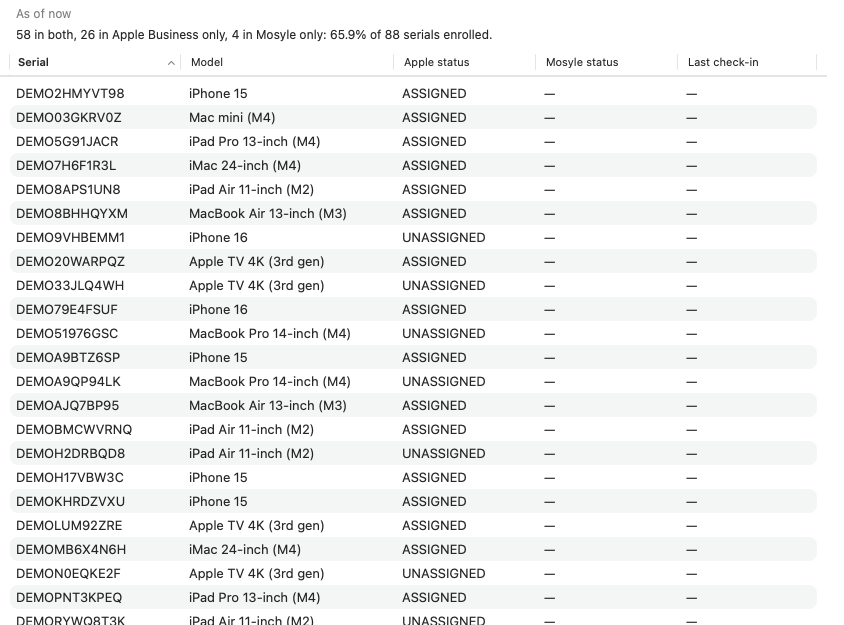 As of now
58 in both, 26 in Apple Business only, 4 in Mosyle only: 65.9% of 88 serials enrolled.
Serial Model Apple status Mosyle status Last check-in
DEMO2HMYVT98 iPhone 15 ASSIGNED — —
DEMO03GKRV0Z Mac mini (M4) ASSIGNED — —
DEMO5G91JACR iPad Pro 13-inch (M4) ASSIGNED — —
DEMO7H6F1R3L iMac 24-inch (M4) ASSIGNED — —
DEMO8APS1UN8 iPad Air 11-inch (M2) ASSIGNED — —
DEMO8BHHQYXM MacBook Air 13-inch (M3) ASSIGNED — —
DEMO9VHBEMM1 iPhone 16 UNASSIGNED — —
DEMO20WARPQZ Apple TV 4K (3rd gen) ASSIGNED — —
DEMO33JLQ4WH Apple TV 4K (3rd gen) UNASSIGNED — —
DEMO79E4FSUF iPhone 16 ASSIGNED — —
DEMO51976GSC MacBook Pro 14-inch (M4) UNASSIGNED — —
DEMOA9BTZ6SP iPhone 15 ASSIGNED — —
DEMOA9QP94LK MacBook Pro 14-inch (M4) UNASSIGNED — —
DEMOAJQ7BP95 MacBook Air 13-inch (M3) ASSIGNED — —
DEMOBMCWVRNQ iPad Air 11-inch (M2) ASSIGNED — —
DEMOH2DRBQD8 iPad Air 11-inch (M2) UNASSIGNED — —
DEMOH17VBW3C iPhone 15 ASSIGNED — —
DEMOKHRDZVXU iPhone 15 ASSIGNED — —
DEMOLUM92ZRE Apple TV 4K (3rd gen) ASSIGNED — —
DEMOMB6X4N6H iMac 24-inch (M4) ASSIGNED — —
DEMON0EQKE2F Apple TV 4K (3rd gen) UNASSIGNED — —
DEMOPNT3KPEQ iPad Pro 13-inch (M4) ASSIGNED — —
DEMORYWQ8T3K iPad Air 11-inch (M2) UNASSIGNED — —